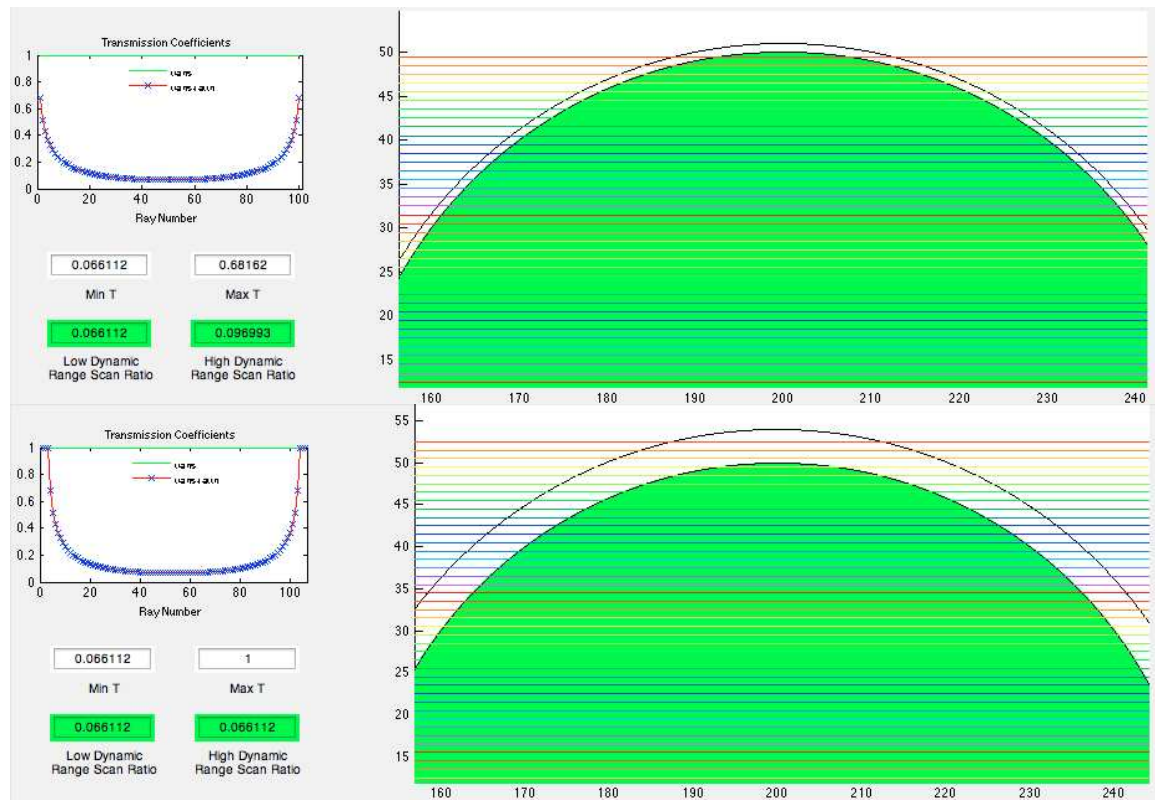 Transmission Coefficients
1
0.8
0.6
0.4
0.2
0
0 20 40 60 80 100
Ray Number
0.066112 0.68162
Min T Max T
0.066112 0.096993
Low Dynamic Range Scan Ratio
High Dynamic Range Scan Ratio
50
45
40
35
30
25
20
15
160 170 180 190 200 210 220 230 240
Transmission Coefficients
1
0.8
0.6
0.4
0.2
0
0 20 40 60 80 100
Ray Number
0.066112 1
Min T Max T
0.066112 0.066112
Low Dynamic Range Scan Ratio
High Dynamic Range Scan Ratio
55
50
45
40
35
30
25
20
15
160 170 180 190 200 210 220 230 240